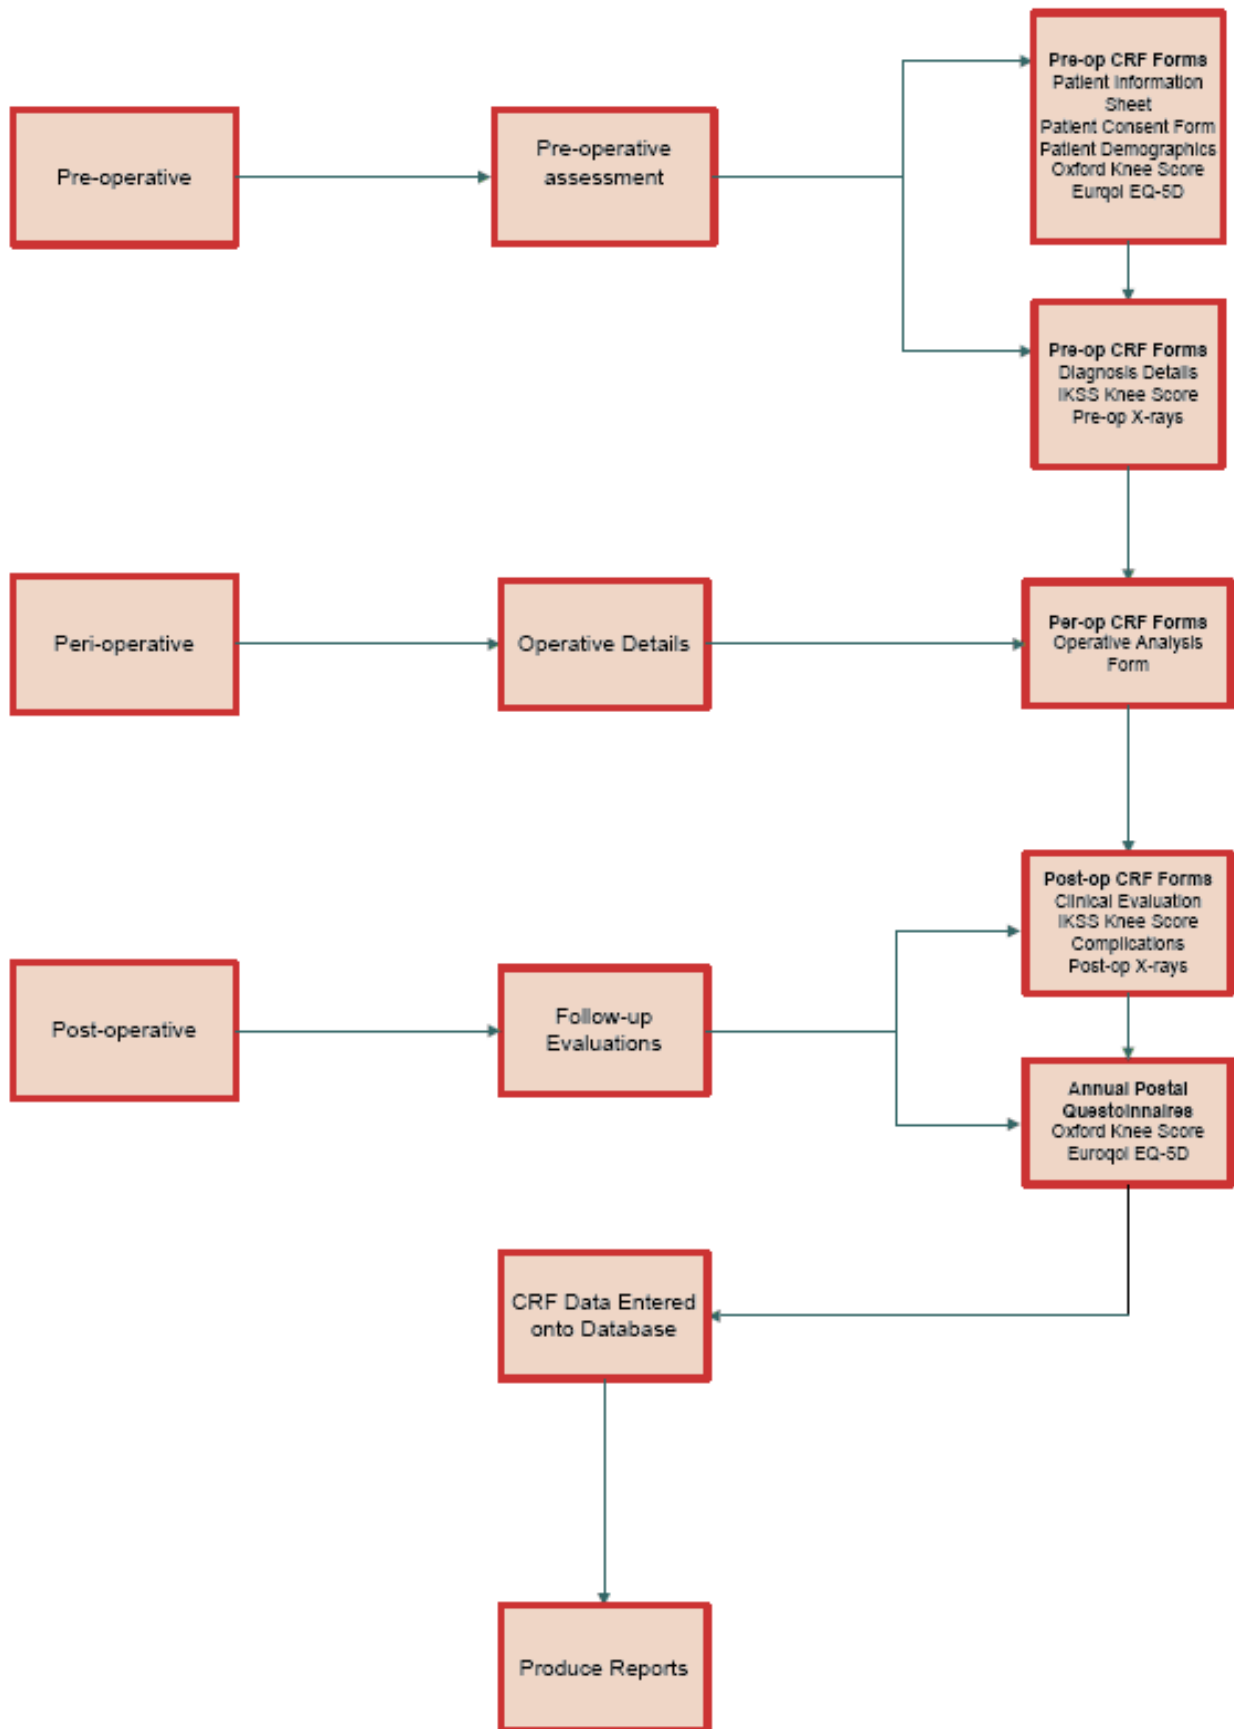 Pre-operative
Pre-operative
assessment
Pre-op CRF Forms
Patient Information
Sheet
Patient Consent Form
Patient Demographics
Oxford Knee Score
Eurqol EQ-5D
Pre-op CRF Forms
Diagnosis Details
IKSS Knee Score
Pre-op X-rays
Peri-operative
Operative Details
Per-op CRF Forms
Operative Analysis
Form
Post-operative
Follow-up
Evaluations
Post-op CRF Forms
Clinical Evaluation
IKSS Knee Score
Complications
Post-op X-rays
Annual Postal
Questoinnaires
Oxford Knee Score
Euroqol EQ-5D
CRF Data Entered
onto Database
Produce Reports